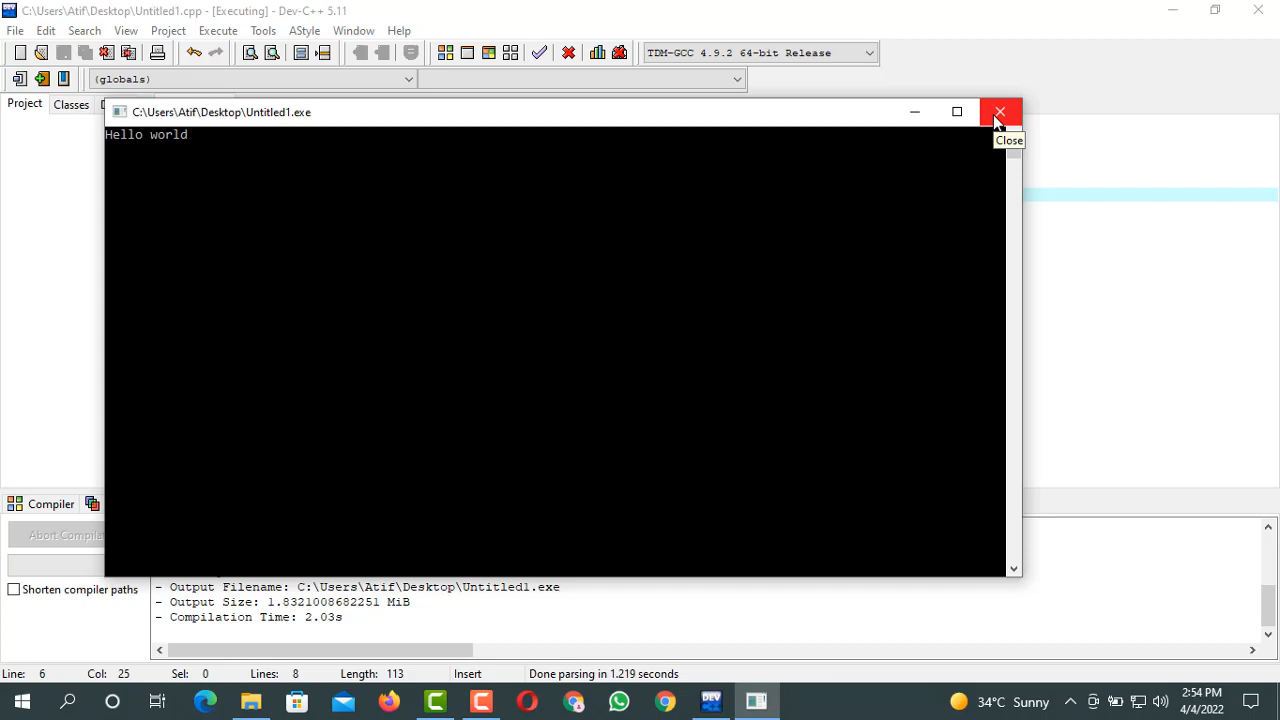 C:\Users\Atif\Desktop\Untitled1.cpp - [Executing] - Dev-C++ 5.11
File Edit Search View Project Execute Tools AStyle Window Help
TDM-GCC 4.9.2 64-bit Release
(globals)
Project Classes D
C:\Users\Atif\Desktop\Untitled1.exe
Hello world
Close
Compiler
Abort Compila
Shorten compiler paths
- Output Filename: C:\Users\Atif\Desktop\Untitled1.exe
- Output Size: 1.8321008682251 MiB
- Compilation Time: 2.03s
Line: 6 Col: 25 Sel: 0 Lines: 8 Length: 113 Insert Done parsing in 1.219 seconds
34°C Sunny
2:54 PM
4/4/2022